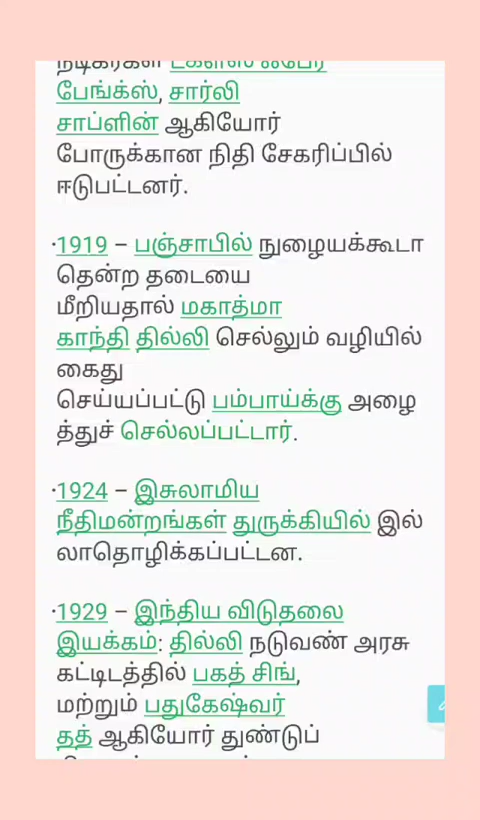 பேங்க்ஸ், சார்லி
சாப்ளின் ஆகியோர்
போருக்கான நிதி சேகரிப்பில்
ஈடுபட்டனர்.
·1919 – பஞ்சாபில் நுழையக்கூடா
தென்ற தடையை
மீறியதால் மகாத்மா
காந்தி தில்லி செல்லும் வழியில்
கைது
செய்யப்பட்டு பம்பாய்க்கு அழை
த்துச் செல்லப்பட்டார்.
·1924 – இசுலாமிய
நீதிமன்றங்கள் துருக்கியில் இல்
லாதொழிக்கப்பட்டன.
·1929 – இந்திய விடுதலை
இயக்கம்: தில்லி நடுவண் அரசு
கட்டிடத்தில் பகத் சிங்,
மற்றும் பதுகேஷ்வர்
தத் ஆகியோர் துண்டுப்